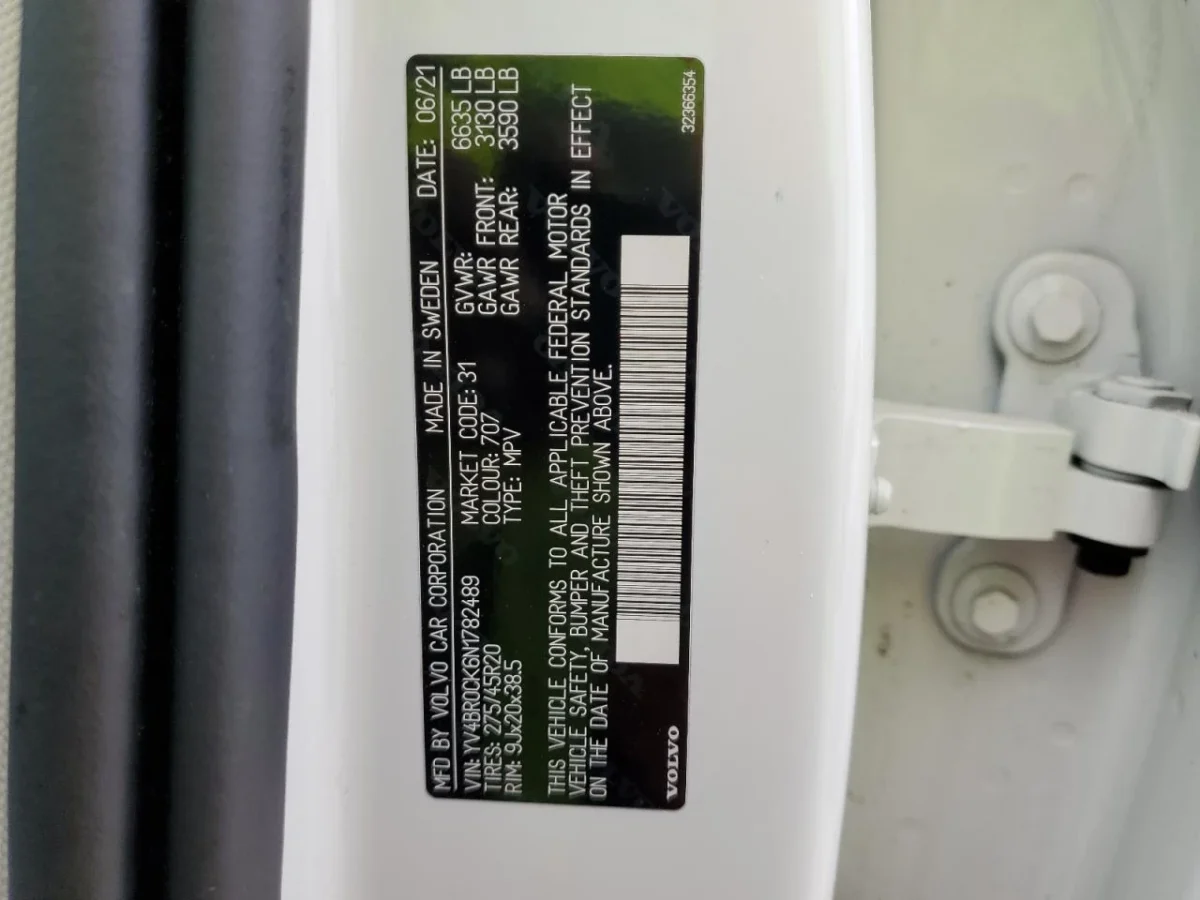 MFD BY VOLVO CAR CORPORATION MADE IN SWEDEN DATE: 06/21
VIN: YV4BR0CK6N1782489 MARKET CODE: 31 GVWR: 6635 LB
TIRES: 275/45R20 COLOUR: 707 GAWR FRONT: 3130 LB
RIM: 9Jx20x38.5 TYPE: MPV GAWR REAR: 3590 LB
THIS VEHICLE CONFORMS TO ALL APPLICABLE FEDERAL MOTOR
VEHICLE SAFETY, BUMPER AND THEFT PREVENTION STANDARDS IN EFFECT
ON THE DATE OF MANUFACTURE SHOWN ABOVE.
VOLVO 32366354